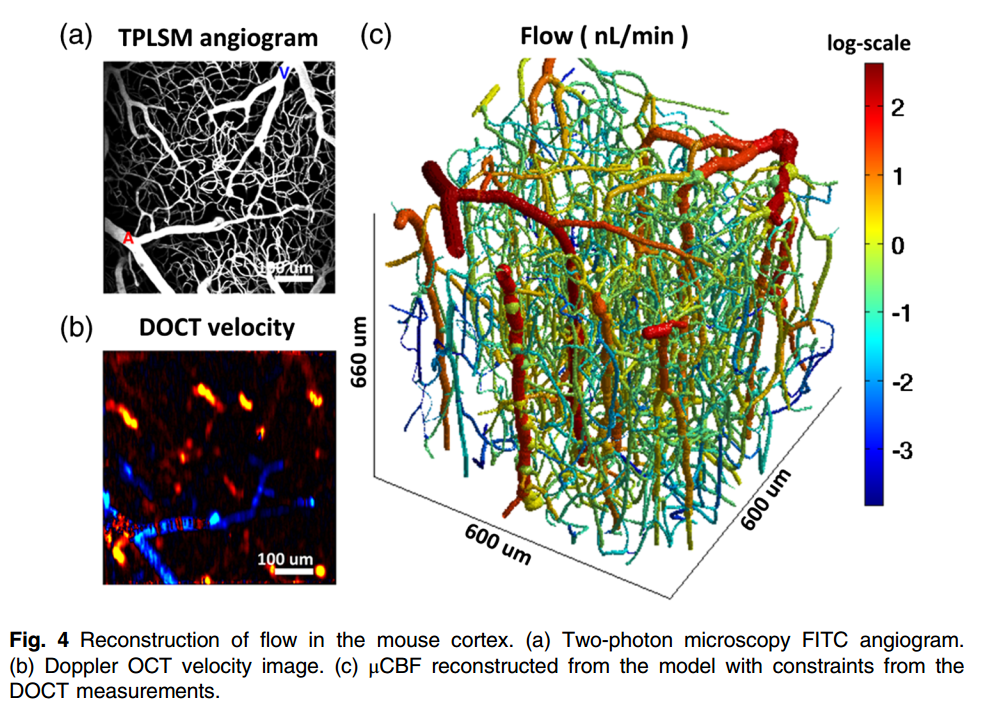 (a) TPLSM angiogram
V
A
100 um
(b) DOCT velocity
100 um
(c) Flow ( nL/min )
log-scale
2
1
0
-1
-2
-3
660 um
600 um
600 um
Fig. 4 Reconstruction of flow in the mouse cortex. (a) Two-photon microscopy FITC angiogram.
(b) Doppler OCT velocity image. (c) μCBF reconstructed from the model with constraints from the
DOCT measurements.